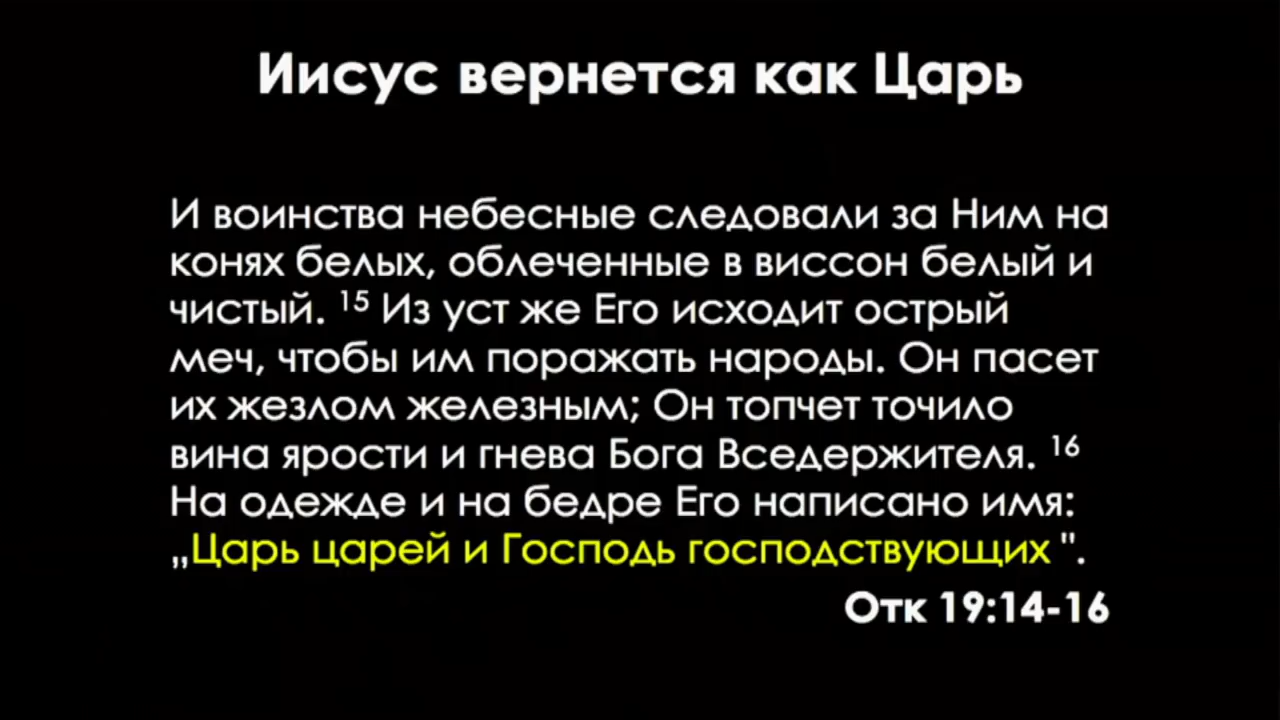 Иисус вернется как Царь
И воинства небесные следовали за Ним на
конях белых, облеченные в виссон белый и
чистый. 15 Из уст же Его исходит острый
меч, чтобы им поражать народы. Он пасет
их жезлом железным; Он топчет точило
вина ярости и гнева Бога Вседержителя. 16
На одежде и на бедре Его написано имя:
„Царь царей и Господь господствующих ".
Отк 19:14-16